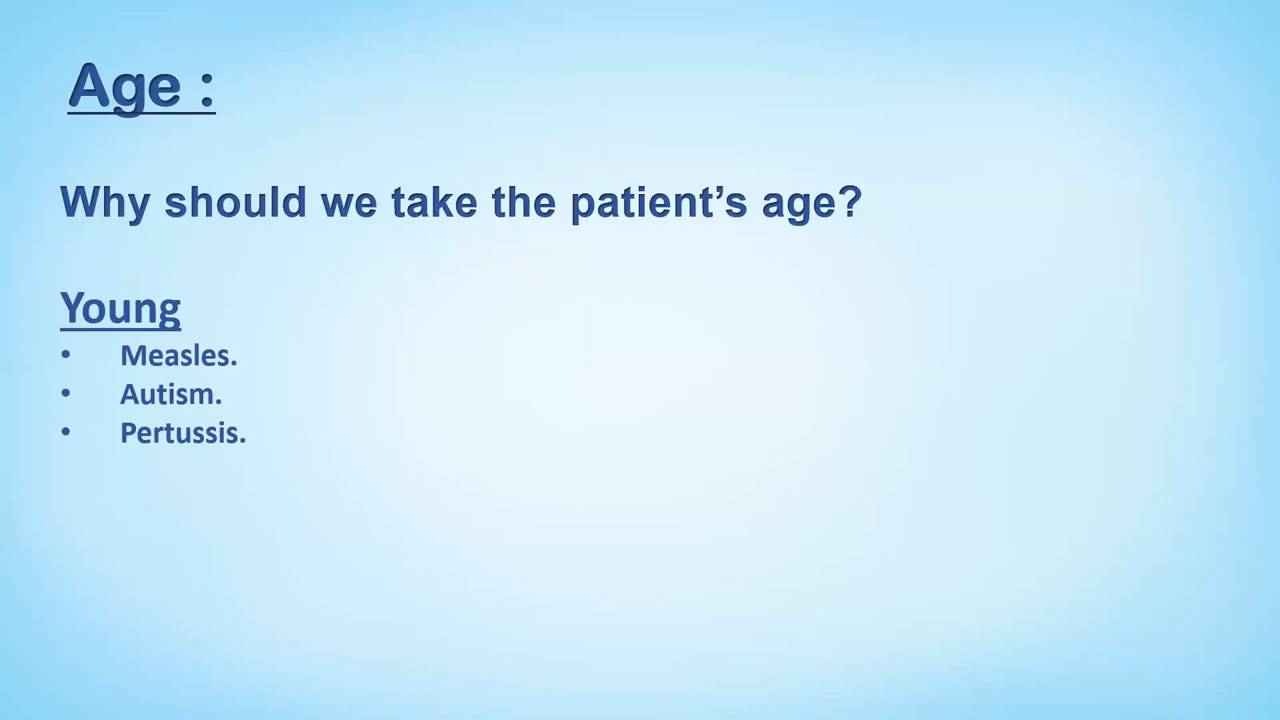 Age :
Why should we take the patient’s age?
Young
• Measles.
• Autism.
• Pertussis.